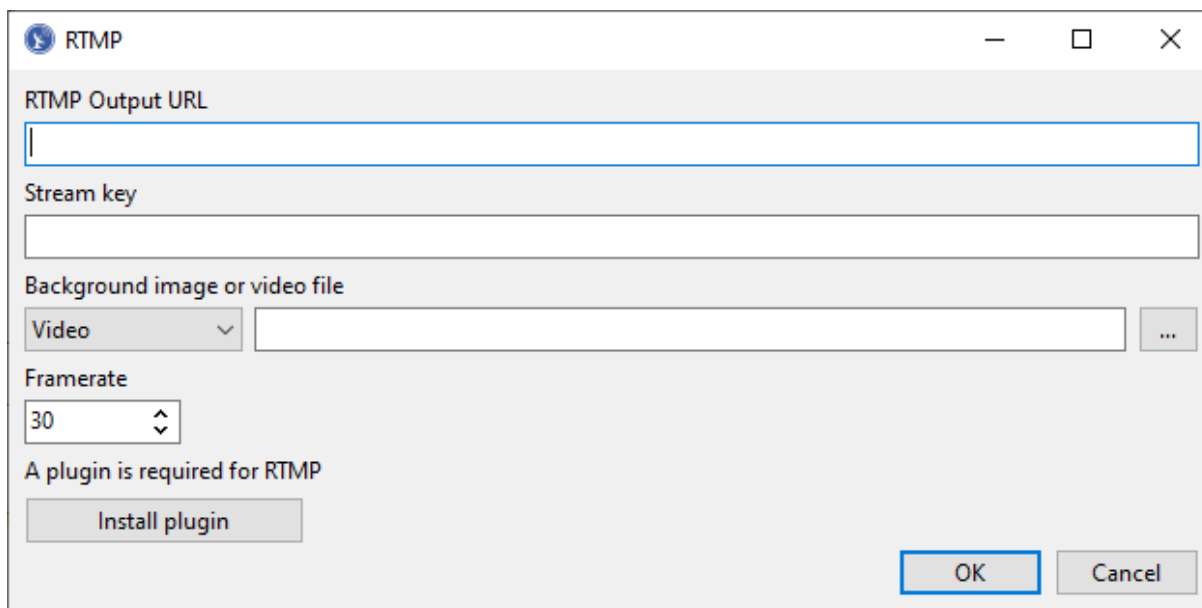 RTMP
RTMP Output URL
Stream key
Background image or video file
Video
...
Framerate
30
A plugin is required for RTMP
Install plugin
OK Cancel